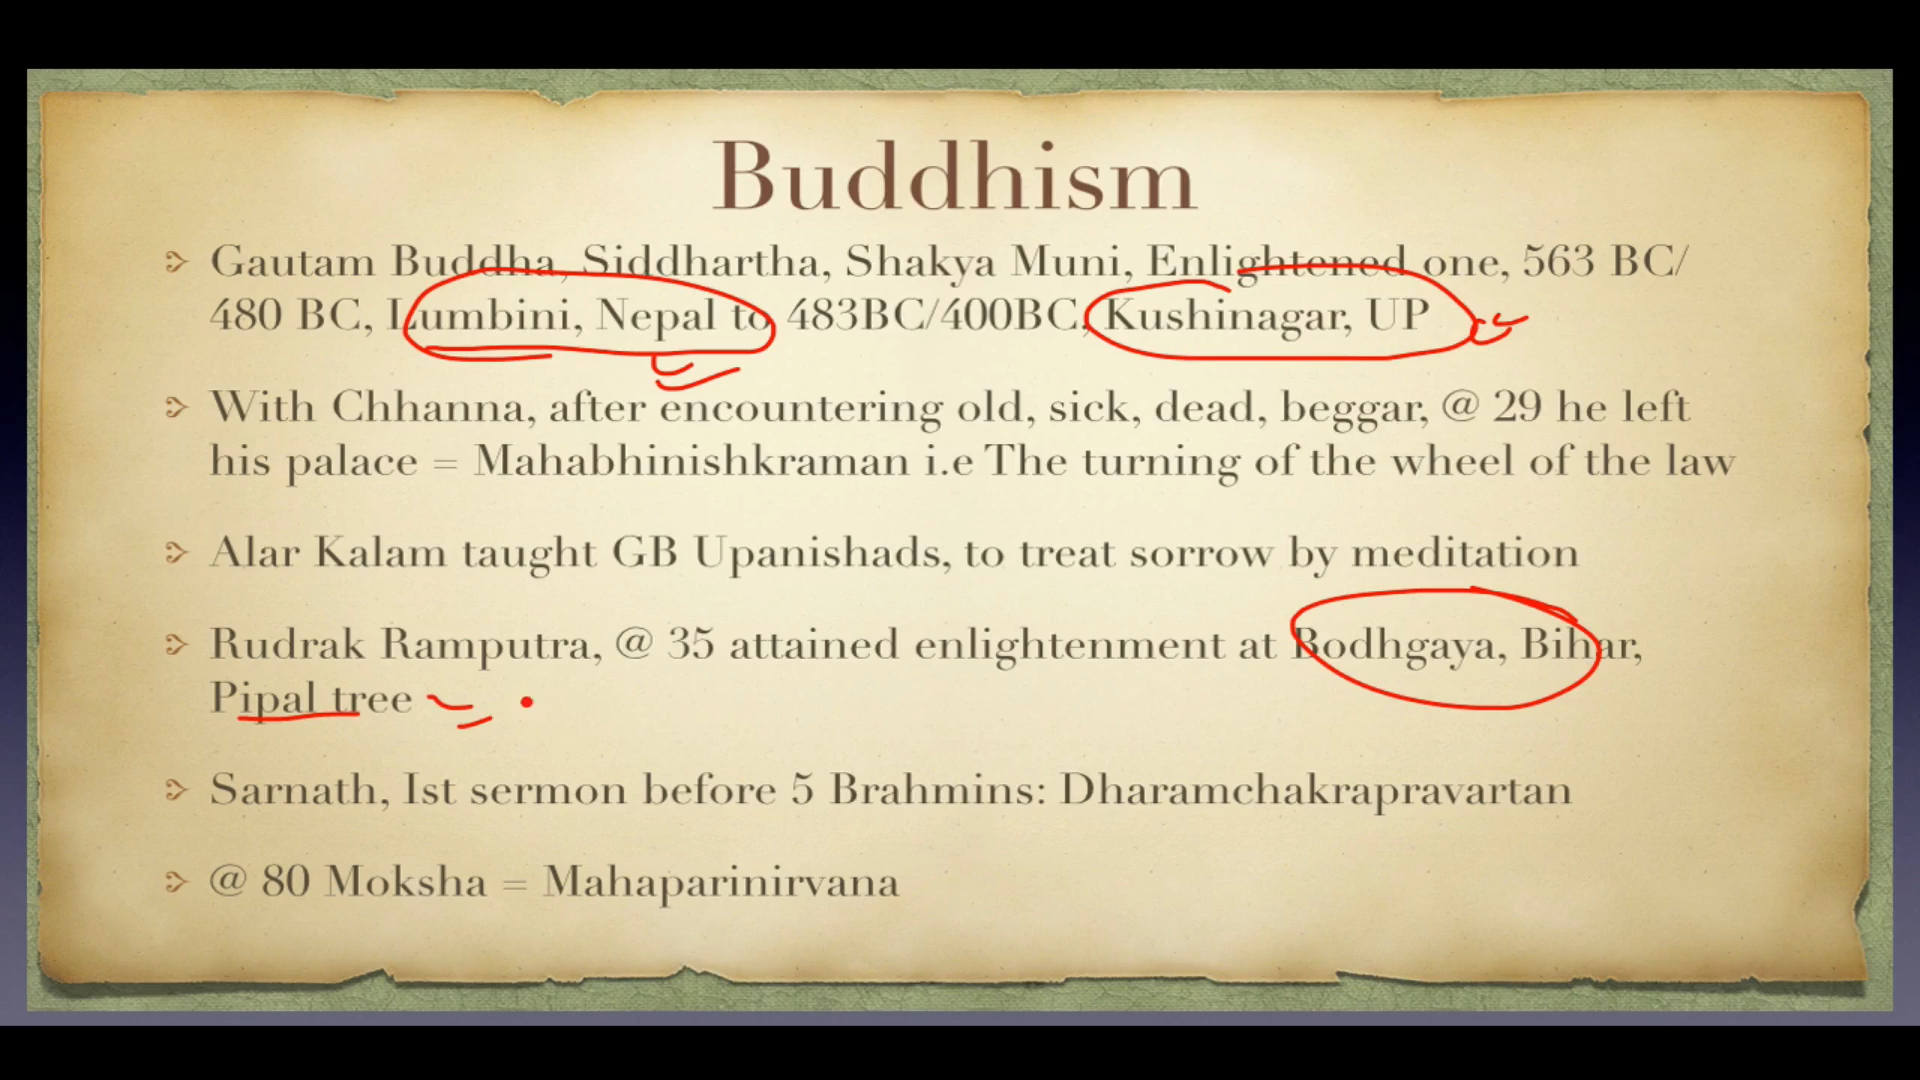 Buddhism
Gautam Buddha, Siddhartha, Shakya Muni, Enlightened one, 563 BC/
480 BC, Lumbini, Nepal to 483BC/400BC, Kushinagar, UP
With Chhanna, after encountering old, sick, dead, beggar, @ 29 he left
his palace = Mahabhinishkraman i.e The turning of the wheel of the law
Alar Kalam taught GB Upanishads, to treat sorrow by meditation
Rudrak Ramputra, @ 35 attained enlightenment at Bodhgaya, Bihar,
Pipal tree
Sarnath, Ist sermon before 5 Brahmins: Dharamchakrapravartan
@ 80 Moksha = Mahaparinirvana